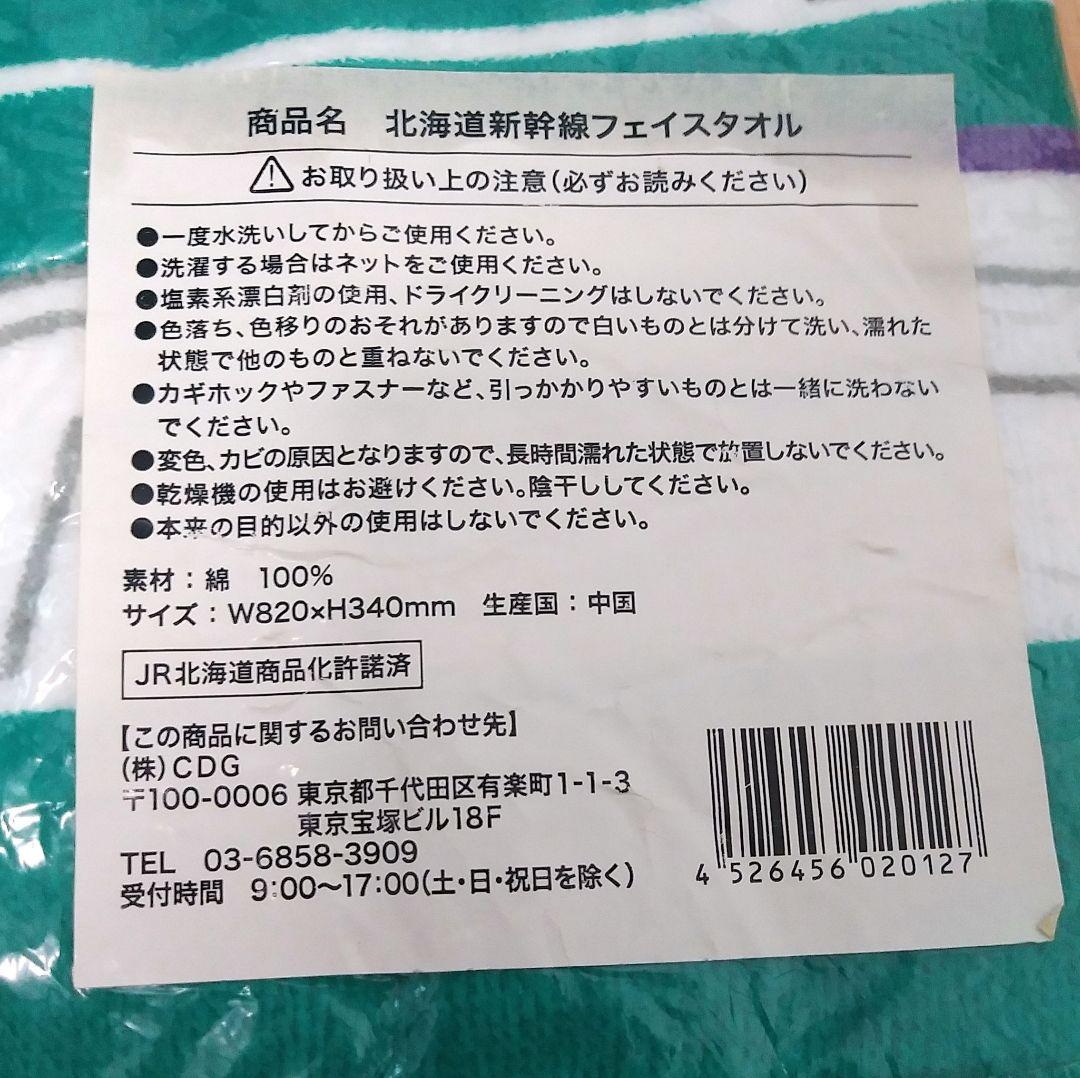 商品名　北海道新幹線フェイスタオル
⚠お取り扱い上の注意(必ずお読みください)
●一度水洗いしてからご使用ください。
●洗濯する場合はネットをご使用ください。
●塩素系漂白剤の使用、ドライクリーニングはしないでください。
●色落ち、色移りのおそれがありますので白いものとは分けて洗い、濡れた
状態で他のものと重ねないでください。
●カギホックやファスナーなど、引っかかりやすいものとは一緒に洗わない
でください。
●変色、カビの原因となりますので、長時間濡れた状態で放置しないでください。
●乾燥機の使用はお避けください。陰干ししてください。
●本来の目的以外の使用はしないでください。
素材：綿　100%
サイズ：W820×H340mm　生産国：中国
JR北海道商品化許諾済
【この商品に関するお問い合わせ先】
(株)CDG
〒100-0006 東京都千代田区有楽町1-1-3
東京宝塚ビル18F
TEL　03-6858-3909
受付時間　9:00〜17:00(土・日・祝日を除く)
4 526456 020127